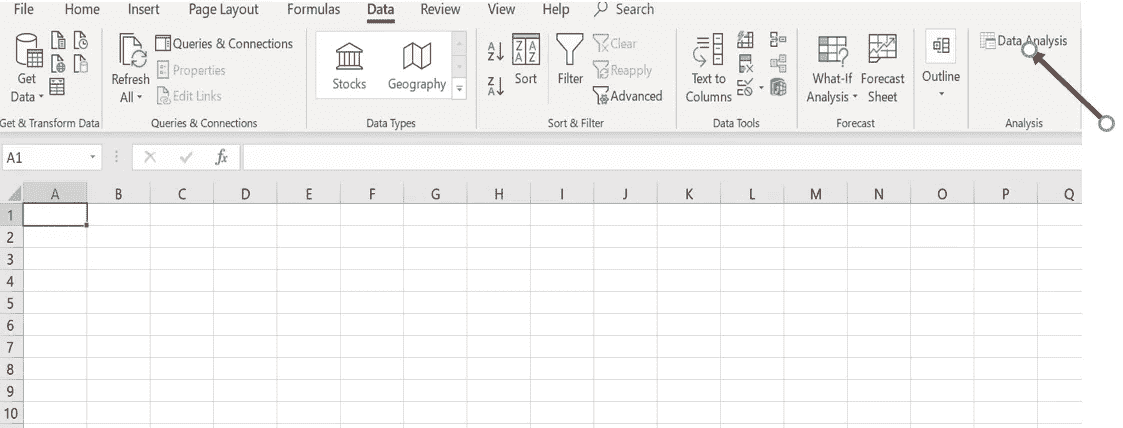 File Home Insert Page Layout Formulas Data Review View Help Search
Get Data
Refresh All
Queries & Connections
Properties
Edit Links
Stocks Geography
A Z
Z A
Z A
A Z
Sort
Filter
Clear
Reapply
Advanced
Text to Columns
What-If Analysis
Forecast Sheet
Outline
Data Analysis
Get & Transform Data Queries & Connections Data Types Sort & Filter Data Tools Forecast Analysis
A1 fx
A B C D E F G H I J K L M N O P Q
1
2
3
4
5
6
7
8
9
10